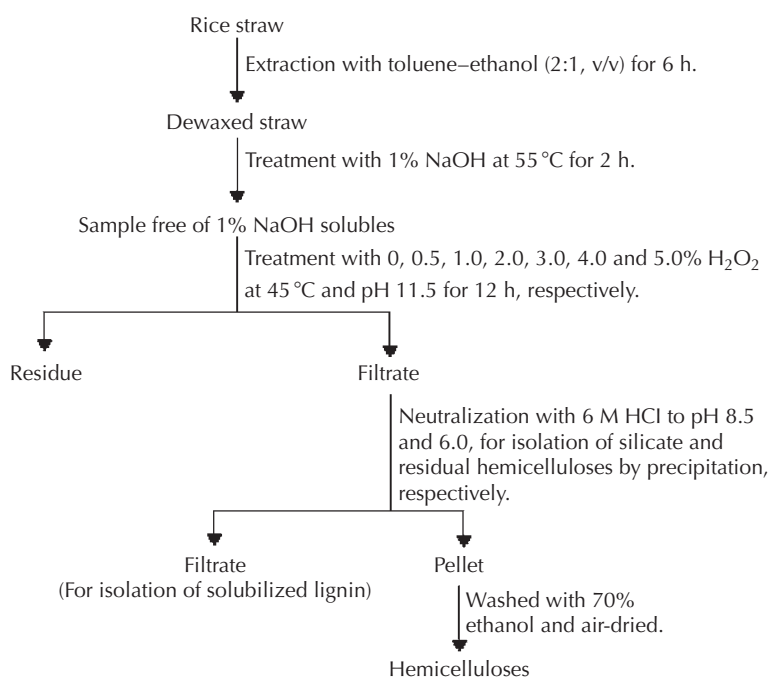 Rice straw
Extraction with toluene–ethanol (2:1, v/v) for 6 h.
Dewaxed straw
Treatment with 1% NaOH at 55 °C for 2 h.
Sample free of 1% NaOH solubles
Treatment with 0, 0.5, 1.0, 2.0, 3.0, 4.0 and 5.0% H₂O₂
at 45 °C and pH 11.5 for 12 h, respectively.
Residue
Filtrate
Neutralization with 6 M HCI to pH 8.5
and 6.0, for isolation of silicate and
residual hemicelluloses by precipitation,
respectively.
Filtrate
(For isolation of solubilized lignin)
Pellet
Washed with 70%
ethanol and air-dried.
Hemicelluloses